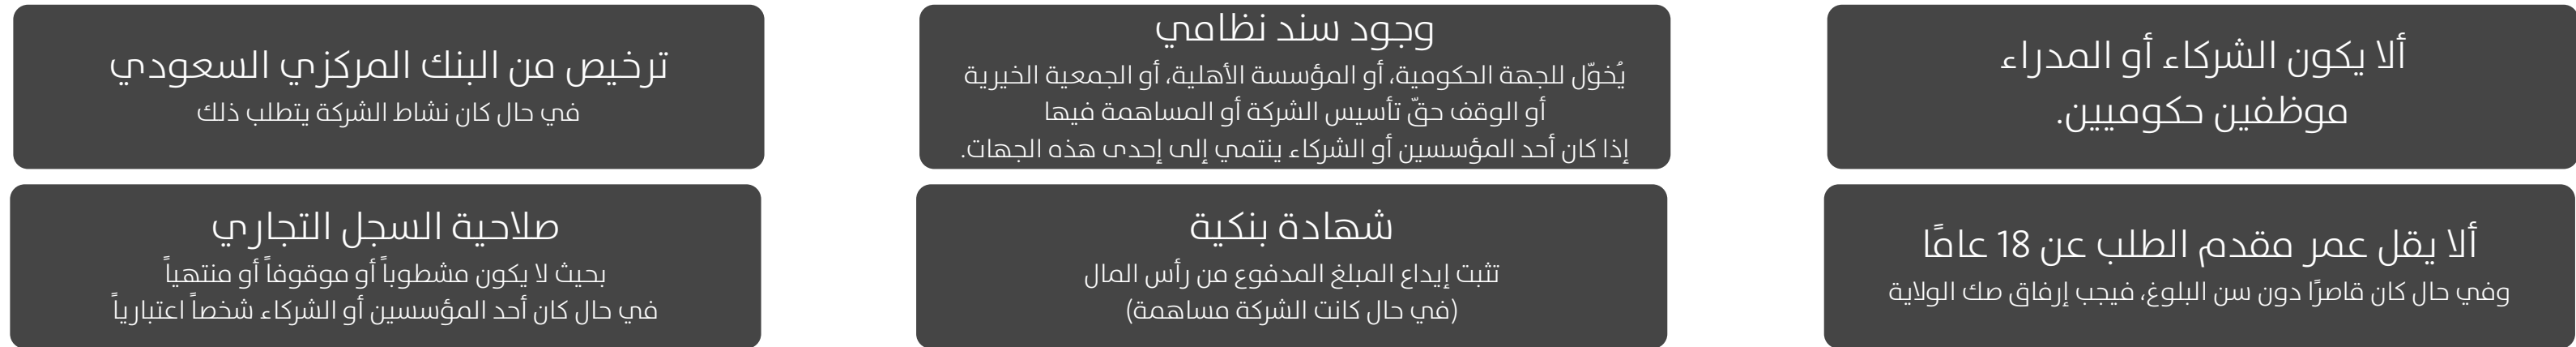 ألا يكون الشركاء أو المدراء
موظفين حكوميين.
وجود سند نظامي
يُخوّل للجهة الحكومية، أو المؤسسة الأهلية، أو الجمعية الخيرية
أو الوقف حقّ تأسيس الشركة أو المساهمة فيها
إذا كان أحد المؤسسين أو الشركاء ينتمي إلى إحدى هذه الجهات.
ترخيص من البنك المركزي السعودي
في حال كان نشاط الشركة يتطلب ذلك
ألا يقل عمر مقدم الطلب عن 18 عامًا
وفي حال كان قاصرًا دون سن البلوغ، فيجب إرفاق صك الولاية
شهادة بنكية
تثبت إيداع المبلغ المدفوع من رأس المال
(في حال كانت الشركة مساهمة)
صلاحية السجل التجاري
بحيث لا يكون مشطوباً أو موقوفاً أو منتهياً
في حال كان أحد المؤسسين أو الشركاء شخصاً اعتبارياً